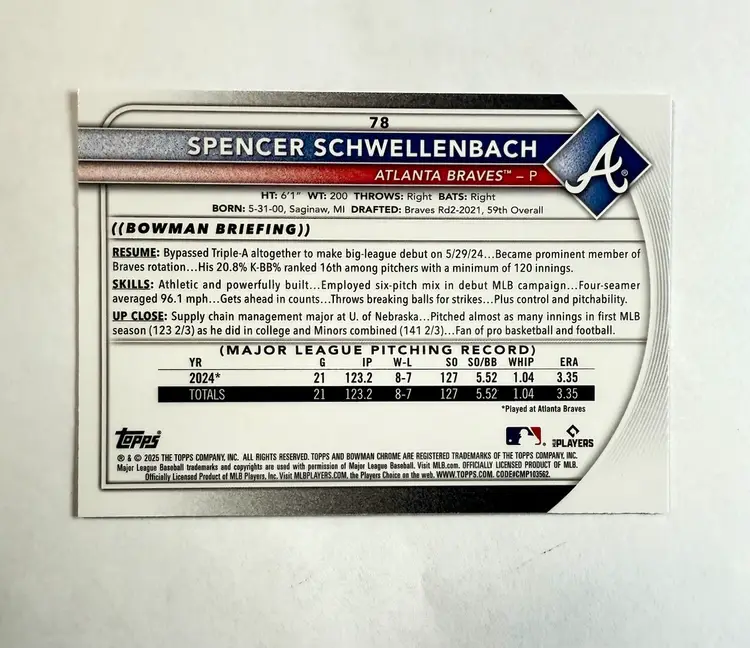 78
SPENCER SCHWELLENBACH
A®
ATLANTA BRAVES™ – P
HT: 6'1" WT: 200 THROWS: Right BATS: Right
BORN: 5-31-00, Saginaw, MI DRAFTED: Braves Rd2-2021, 59th Overall
((BOWMAN BRIEFING))
RESUME: Bypassed Triple-A altogether to make big-league debut on 5/29/24...Became prominent member of
Braves rotation...His 20.8% K-BB% ranked 16th among pitchers with a minimum of 120 innings.
SKILLS: Athletic and powerfully built...Employed six-pitch mix in debut MLB campaign...Four-seamer
averaged 96.1 mph...Gets ahead in counts...Throws breaking balls for strikes...Plus control and pitchability.
UP CLOSE: Supply chain management major at U. of Nebraska...Pitched almost as many innings in first MLB
season (123 2/3) as he did in college and Minors combined (141 2/3)...Fan of pro basketball and football.
(MAJOR LEAGUE PITCHING RECORD)
YR G IP W-L SO SO/BB WHIP ERA
2024* 21 123.2 8-7 127 5.52 1.04 3.35
TOTALS 21 123.2 8-7 127 5.52 1.04 3.35
*Played at Atlanta Braves
Topps® MLB PLAYERS
® & © 2025 THE TOPPS COMPANY, INC. ALL RIGHTS RESERVED. TOPPS AND BOWMAN CHROME ARE REGISTERED TRADEMARKS OF THE TOPPS COMPANY, INC.
Major League Baseball trademarks and copyrights are used with permission of Major League Baseball. Visit MLB.com. OFFICIALLY LICENSED PRODUCT OF MLB.
Officially Licensed Product of MLB Players, Inc. Visit MLBPLAYERS.COM, the Players Choice on the web. WWW.TOPPS.COM. CODE#CMP103562.